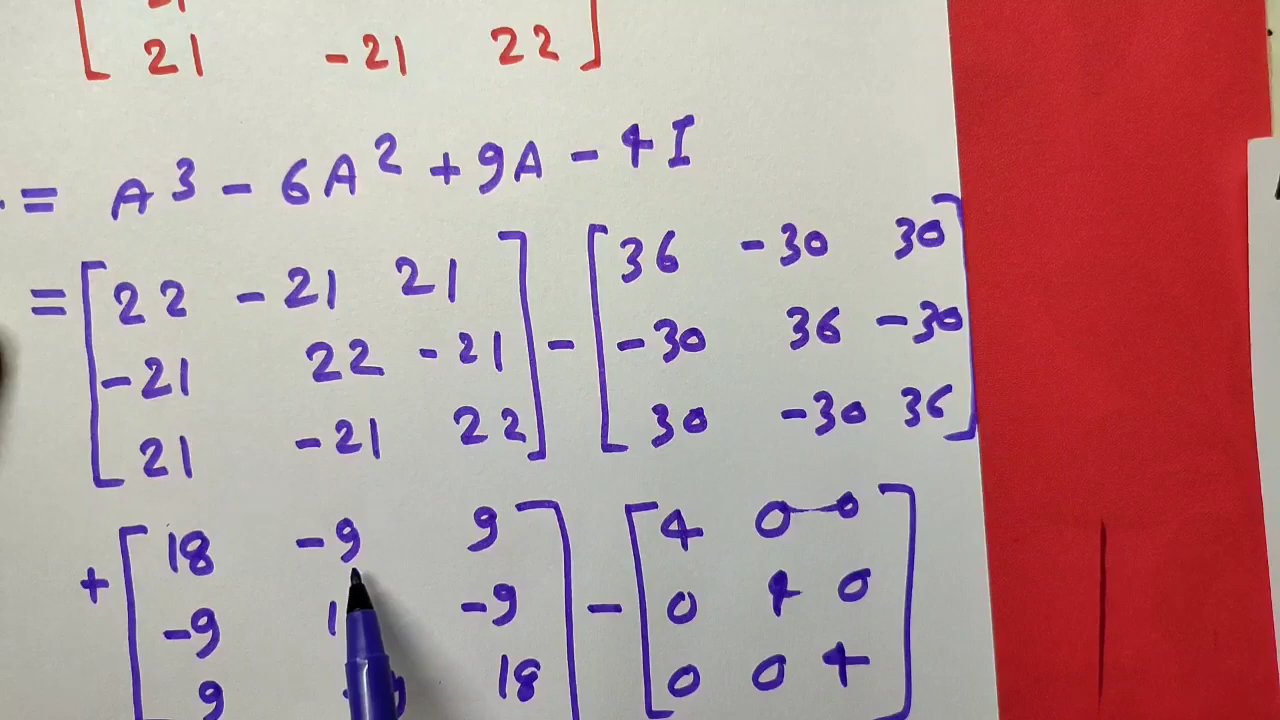 21 -21 22
= A³ - 6A² + 9A - 4I
= [ 22 -21 21 ] - [ 36 -30 30 ]
-21 22 -21 -30 36 -30
21 -21 22 30 -30 36
+ [ 18 -9 9 ] - [ 4 0 0 ]
-9 1 -9 0 4 0
9 18 0 0 4